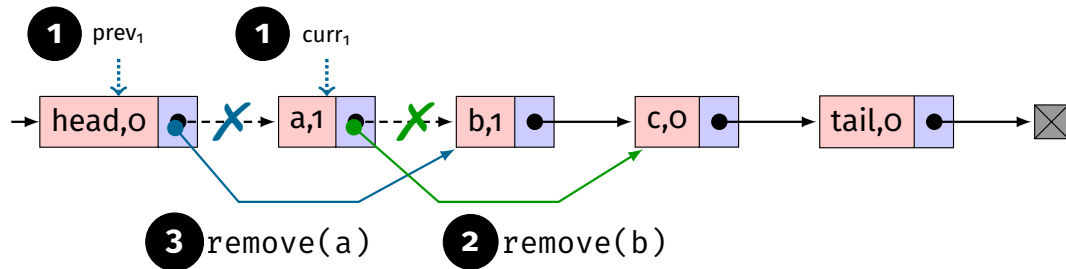 1 prev₁ 1 curr₁
head,0 a,1 b,1 c,0 tail,0
3 remove(a) 2 remove(b)